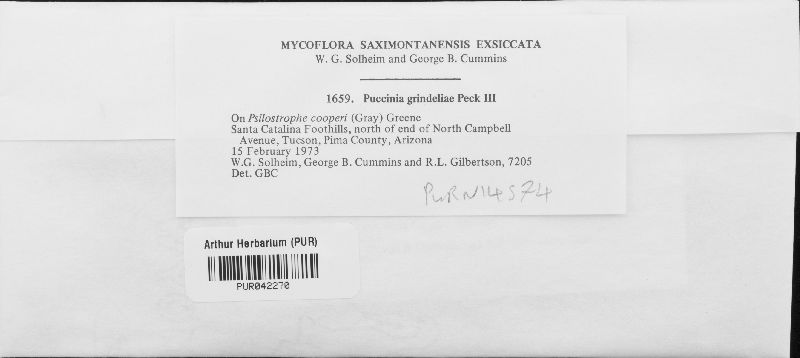 MYCOFLORA SAXIMONTANENSIS EXSICCATA
W. G. Solheim and George B. Cummins
1659. Puccinia grindeliae Peck III
On Psilostrophe cooperi (Gray) Greene
Santa Catalina Foothills, north of end of North Campbell
Avenue, Tucson, Pima County, Arizona
15 February 1973
W.G. Solheim, George B. Cummins and R.L. Gilbertson, 7205
Det. GBC
PUR N14574
Arthur Herbarium (PUR)
PUR042270